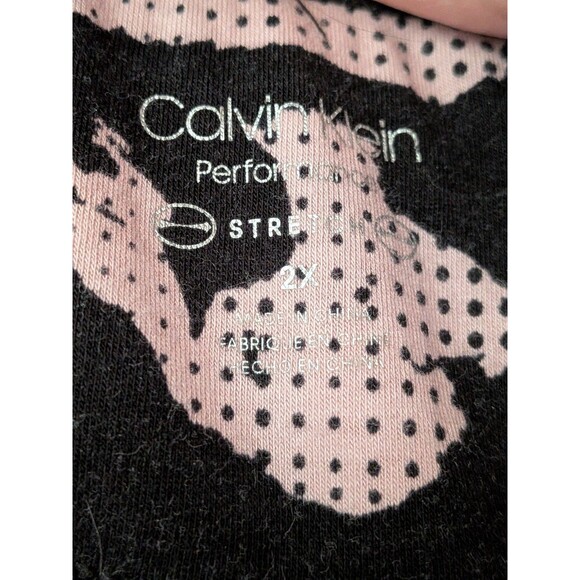 Calvin Klein
Performance
STRETCH
2X
MADE IN CHINA
FABRIQUE EN CHINE
HECHO EN CHINA